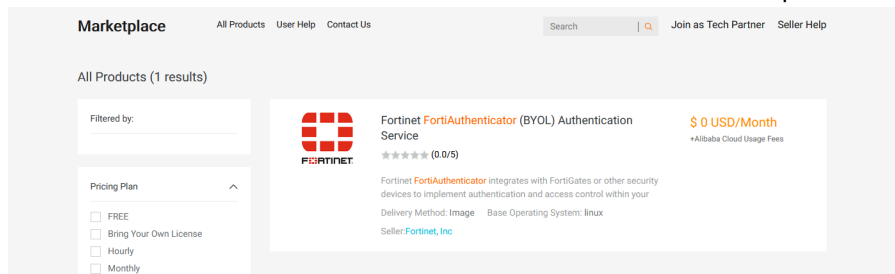 Marketplace All Products User Help Contact Us Search Join as Tech Partner Seller Help
All Products (1 results)
Filtered by:
Pricing Plan
FREE
Bring Your Own License
Hourly
Monthly
FORTINET
Fortinet FortiAuthenticator (BYOL) Authentication
Service
(0.0/5)
Fortinet FortiAuthenticator integrates with FortiGates or other security
devices to implement authentication and access control within your
Delivery Method: Image Base Operating System: linux
Seller:Fortinet, Inc
$ 0 USD/Month
+Alibaba Cloud Usage Fees